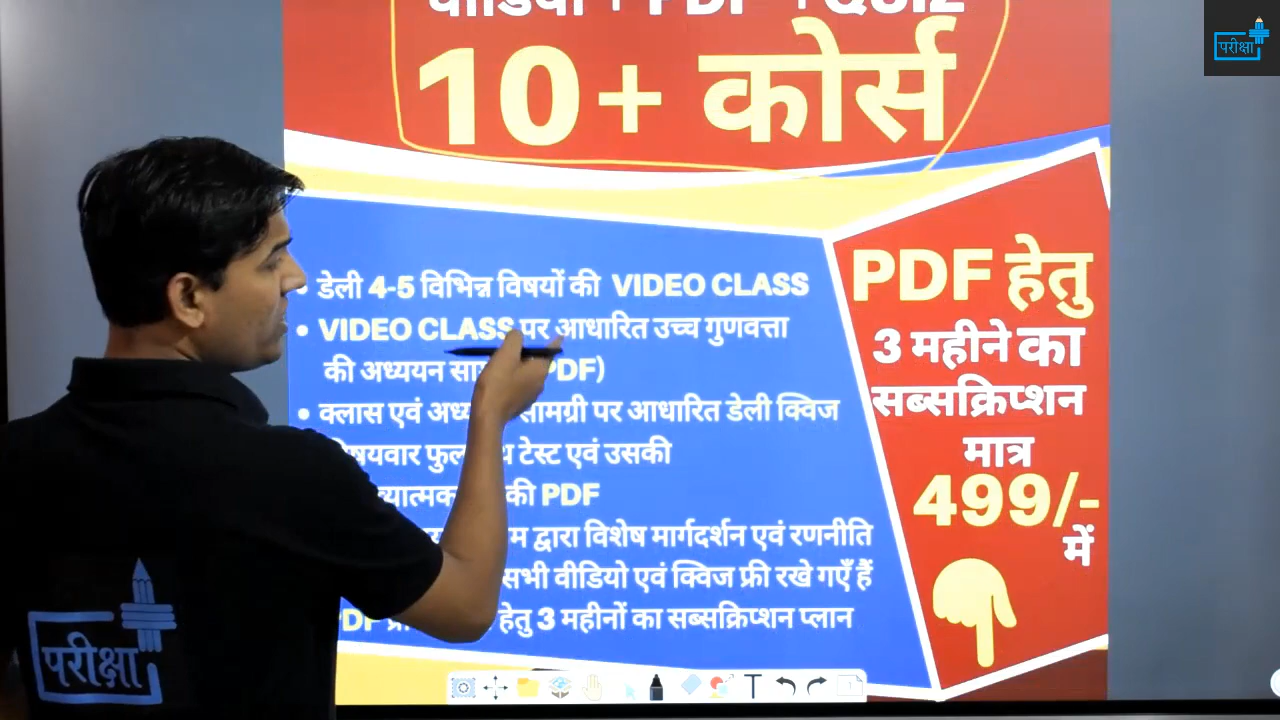 वीडियो + PDF + QUIZ
10+ कोर्स
परीक्षा
• डेली 4-5 विभिन्न विषयों की VIDEO CLASS
• VIDEO CLASS पर आधारित उच्च गुणवत्ता
की अध्ययन PDF)
• क्लास एवं सामग्री पर आधारित डेली क्विज
टेस्ट एवं उसकी
की PDF
द्वारा विशेष मार्गदर्शन एवं रणनीति
सभी वीडियो एवं क्विज फ्री रखे गएँ हैं
PDF हेतु 3 महीनों का सब्सक्रिप्शन प्लान
PDF हेतु
3 महीने का
सब्सक्रिप्शन
मात्र
499/-
में
परीक्षा